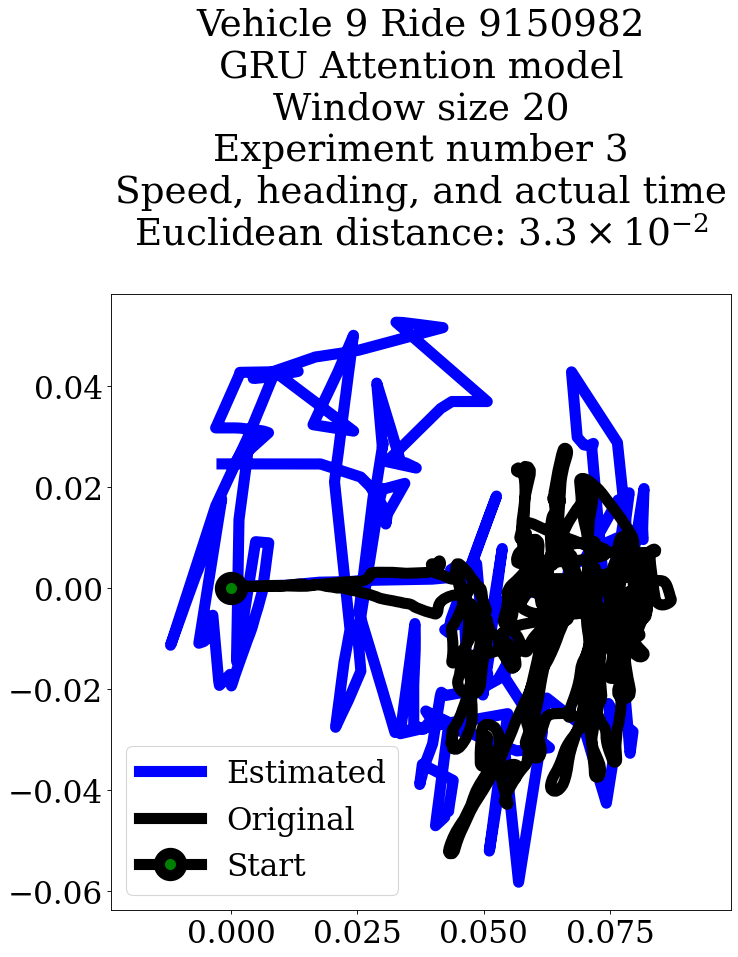 Vehicle 9 Ride 9150982
GRU Attention model
Window size 20
Experiment number 3
Speed, heading, and actual time
Euclidean distance: 3.3 × 10⁻²
0.04
0.02
0.00
−0.02
−0.04
−0.06
Estimated
Original
Start
0.000 0.025 0.050 0.075